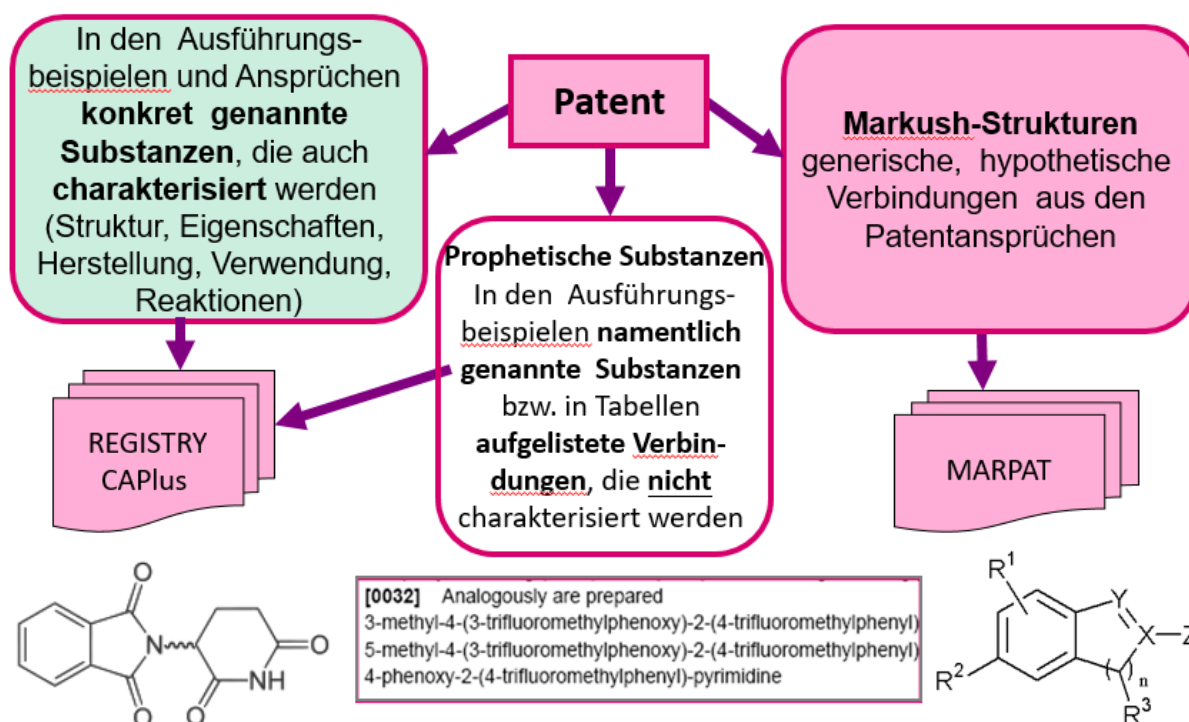 In den Ausführungs-
beispielen und Ansprüchen
konkret genannte
Substanzen, die auch
charakterisiert werden
(Struktur, Eigenschaften,
Herstellung, Verwendung,
Reaktionen)
Patent
Markush-Strukturen
generische, hypothetische
Verbindungen aus den
Patentansprüchen
Prophetische Substanzen
In den Ausführungs-
beispielen namentlich
genannte Substanzen
bzw. in Tabellen
aufgelistete Verbin-
dungen, die nicht
charakterisiert werden
REGISTRY
CAPlus
MARPAT
O
N
O
O
NH
O
[0032] Analogously are prepared
3-methyl-4-(3-trifluoromethylphenoxy)-2-(4-trifluoromethylphenyl)
5-methyl-4-(3-trifluoromethylphenoxy)-2-(4-trifluoromethylphenyl)
4-phenoxy-2-(4-trifluoromethylphenyl)-pyrimidine
R1
Y
X—Z
R2
n
R3